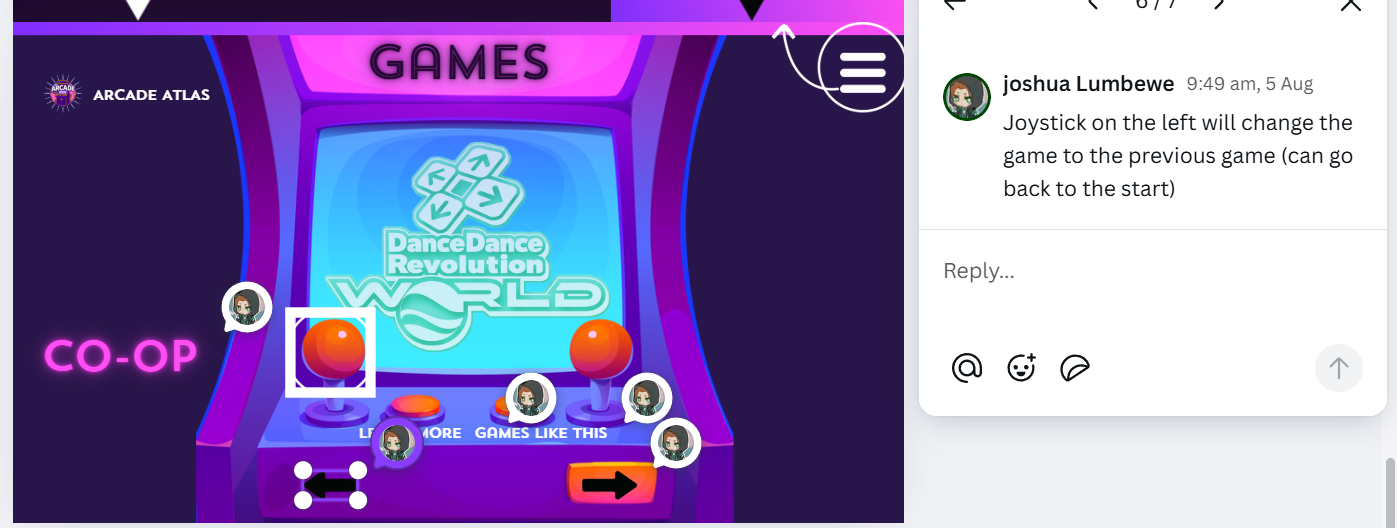 GAMES
ARCADE ATLAS
DanceDance
Revolution
WORLD
CO-OP
MORE GAMES LIKE THIS
6 / 7
joshua Lumbewe 9:49 am, 5 Aug
Joystick on the left will change the
game to the previous game (can go
back to the start)
Reply...